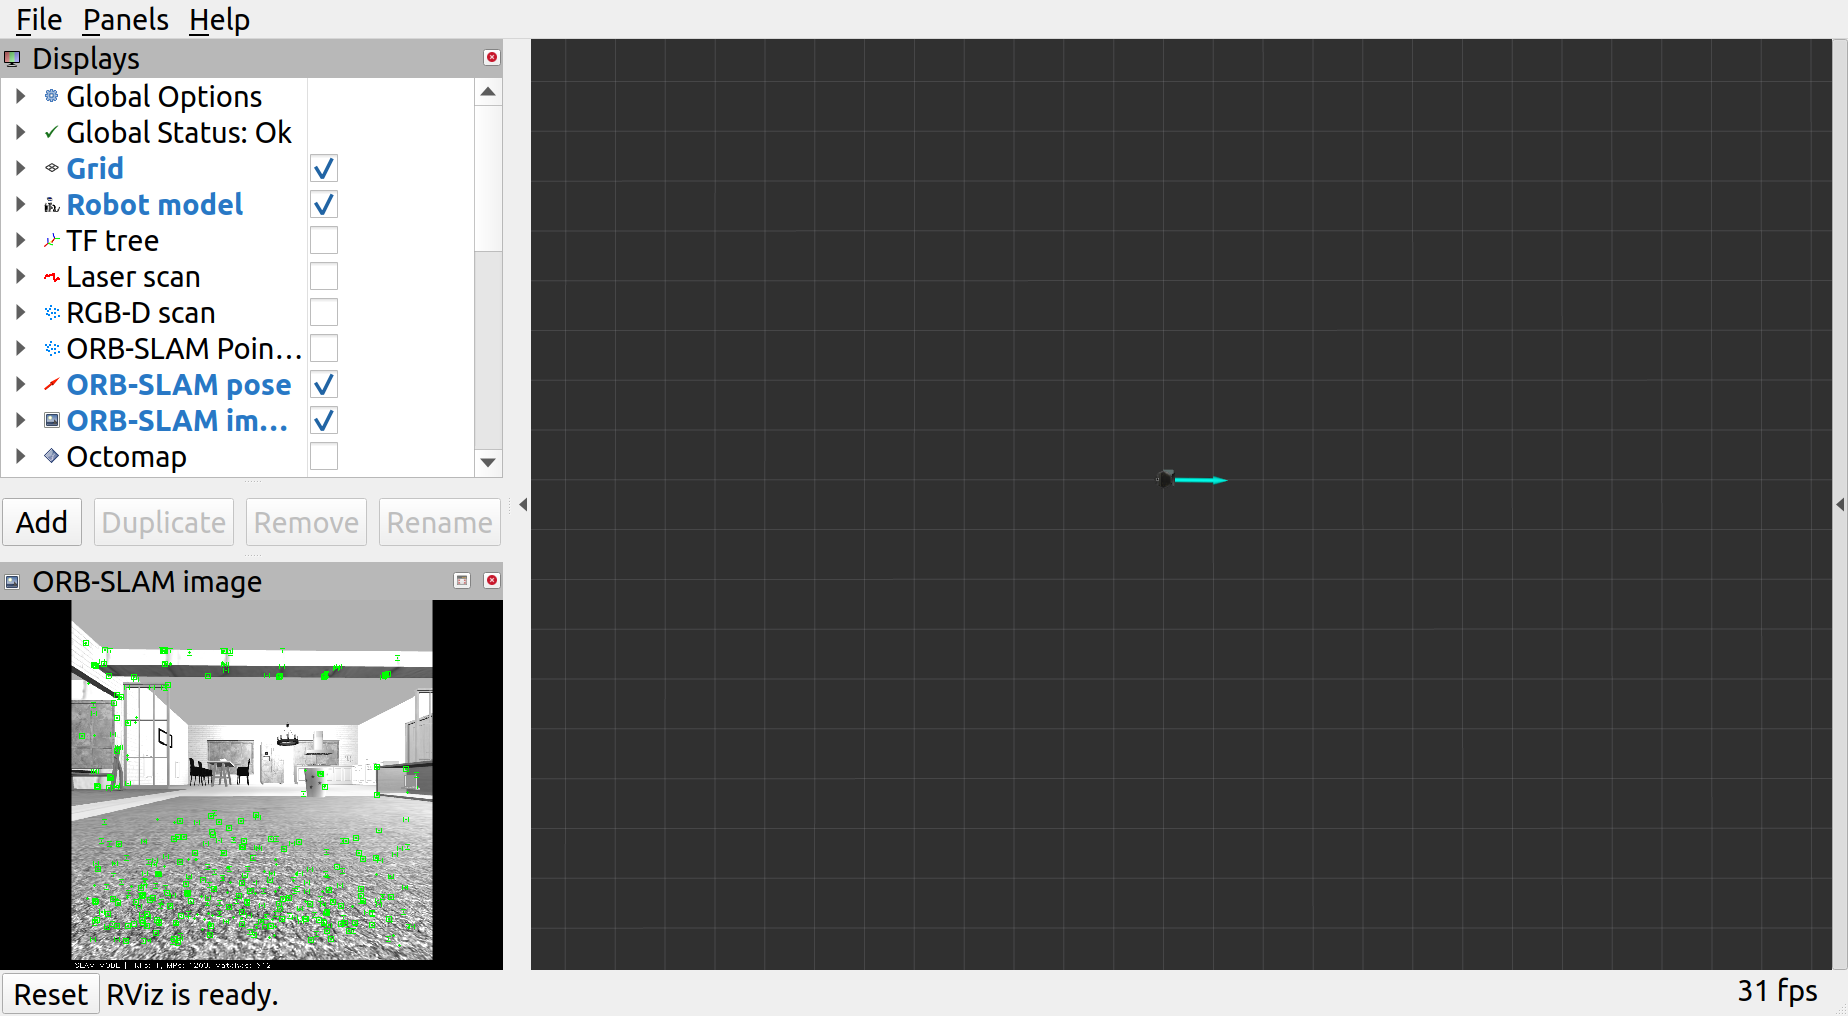 File Panels Help
Displays
Global Options
Global Status: Ok
Grid
Robot model
TF tree
Laser scan
RGB-D scan
ORB-SLAM Poin…
ORB-SLAM pose
ORB-SLAM im…
Octomap
Add Duplicate Remove Rename
ORB-SLAM image
SLAM MODE |
Reset RViz is ready. 31 fps